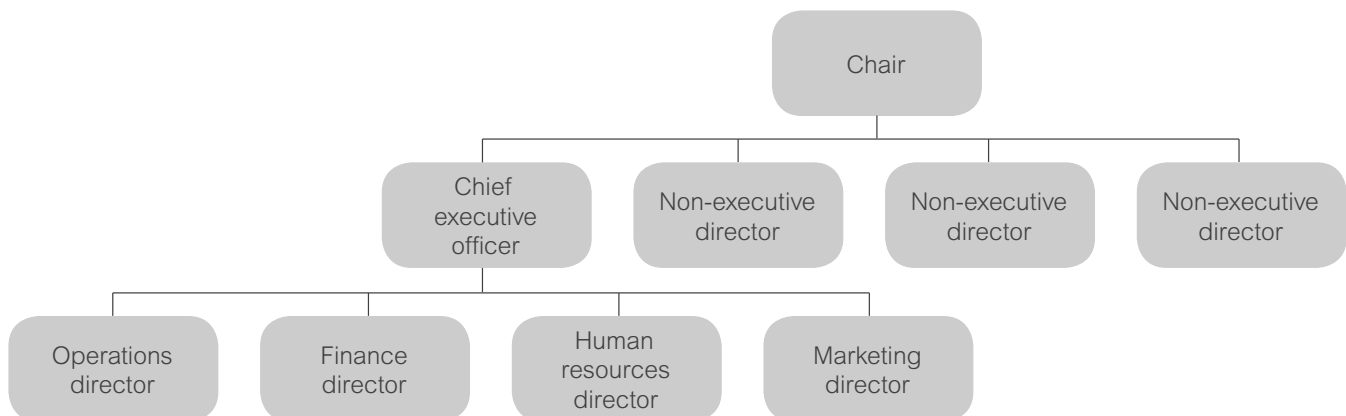 Chair
Chief
executive
officer
Non-executive
director
Non-executive
director
Non-executive
director
Operations
director
Finance
director
Human
resources
director
Marketing
director